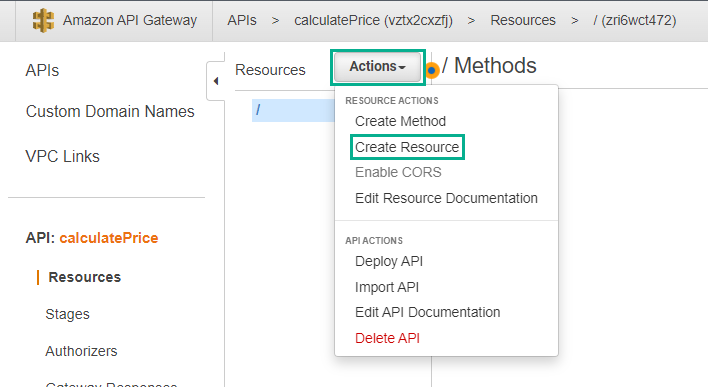 Amazon API Gateway
APIs > calculatePrice (vztx2cxzfj) > Resources > / (zri6wct472)
APIs
Custom Domain Names
VPC Links
API: calculatePrice
Resources
Stages
Authorizers
Gateway Responses
Resources
Actions
/ Methods
/
RESOURCE ACTIONS
Create Method
Create Resource
Enable CORS
Edit Resource Documentation
API ACTIONS
Deploy API
Import API
Edit API Documentation
Delete API